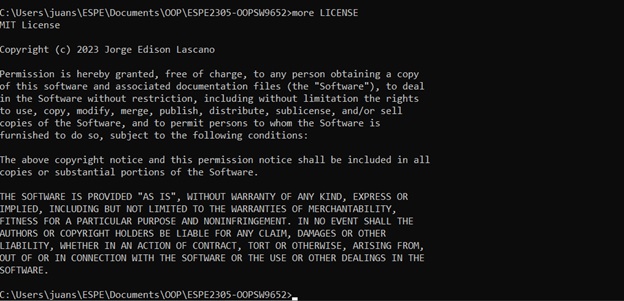 C:\Users\juans\ESPE\Documents\OOP\ESPE2305-OOPSW9652>more LICENSE
MIT License
Copyright (c) 2023 Jorge Edison Lascano
Permission is hereby granted, free of charge, to any person obtaining a copy
of this software and associated documentation files (the "Software"), to deal
in the Software without restriction, including without limitation the rights
to use, copy, modify, merge, publish, distribute, sublicense, and/or sell
copies of the Software, and to permit persons to whom the Software is
furnished to do so, subject to the following conditions:
The above copyright notice and this permission notice shall be included in all
copies or substantial portions of the Software.
THE SOFTWARE IS PROVIDED "AS IS", WITHOUT WARRANTY OF ANY KIND, EXPRESS OR
IMPLIED, INCLUDING BUT NOT LIMITED TO THE WARRANTIES OF MERCHANTABILITY,
FITNESS FOR A PARTICULAR PURPOSE AND NONINFRINGEMENT. IN NO EVENT SHALL THE
AUTHORS OR COPYRIGHT HOLDERS BE LIABLE FOR ANY CLAIM, DAMAGES OR OTHER
LIABILITY, WHETHER IN AN ACTION OF CONTRACT, TORT OR OTHERWISE, ARISING FROM,
OUT OF OR IN CONNECTION WITH THE SOFTWARE OR THE USE OR OTHER DEALINGS IN THE
SOFTWARE.
C:\Users\juans\ESPE\Documents\OOP\ESPE2305-OOPSW9652>